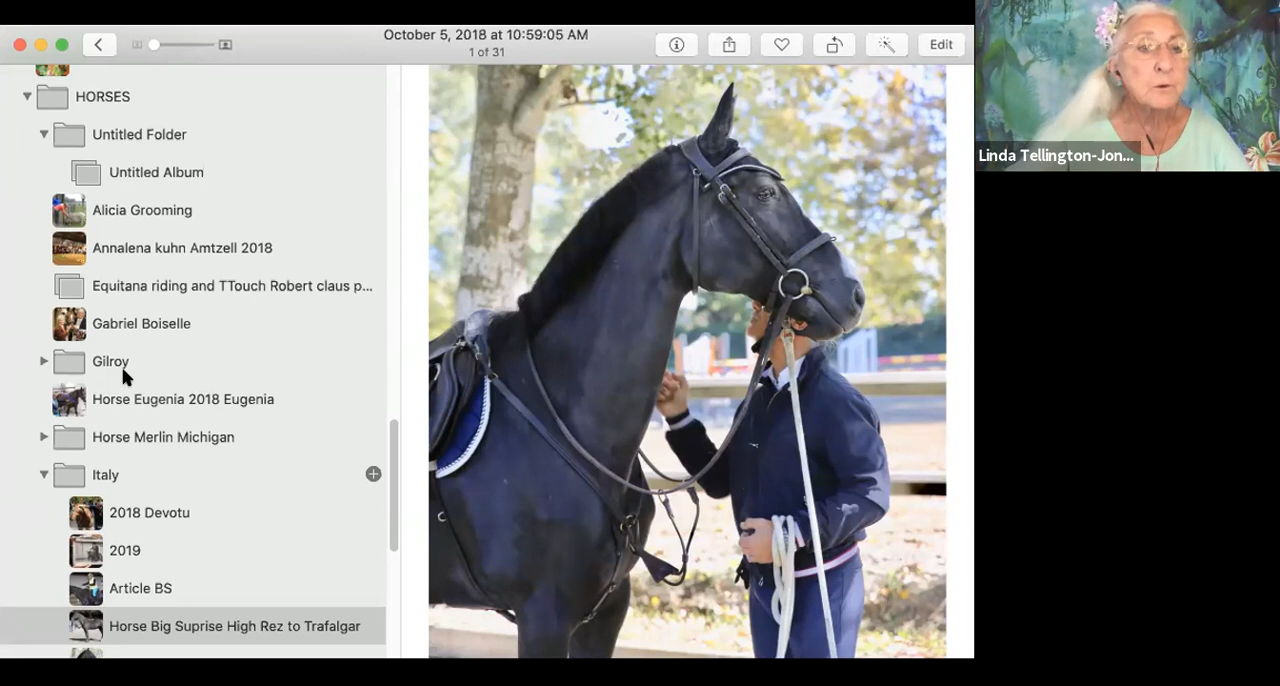 October 5, 2018 at 10:59:05 AM
1 of 31
Edit
HORSES
Untitled Folder
Untitled Album
Alicia Grooming
Annalena kuhn Amtzell 2018
Equitana riding and TTouch Robert claus p...
Gabriel Boiselle
Gilroy
Horse Eugenia 2018 Eugenia
Horse Merlin Michigan
Italy
2018 Devotu
2019
Article BS
Horse Big Suprise High Rez to Trafalgar
Linda Tellington-Jon...